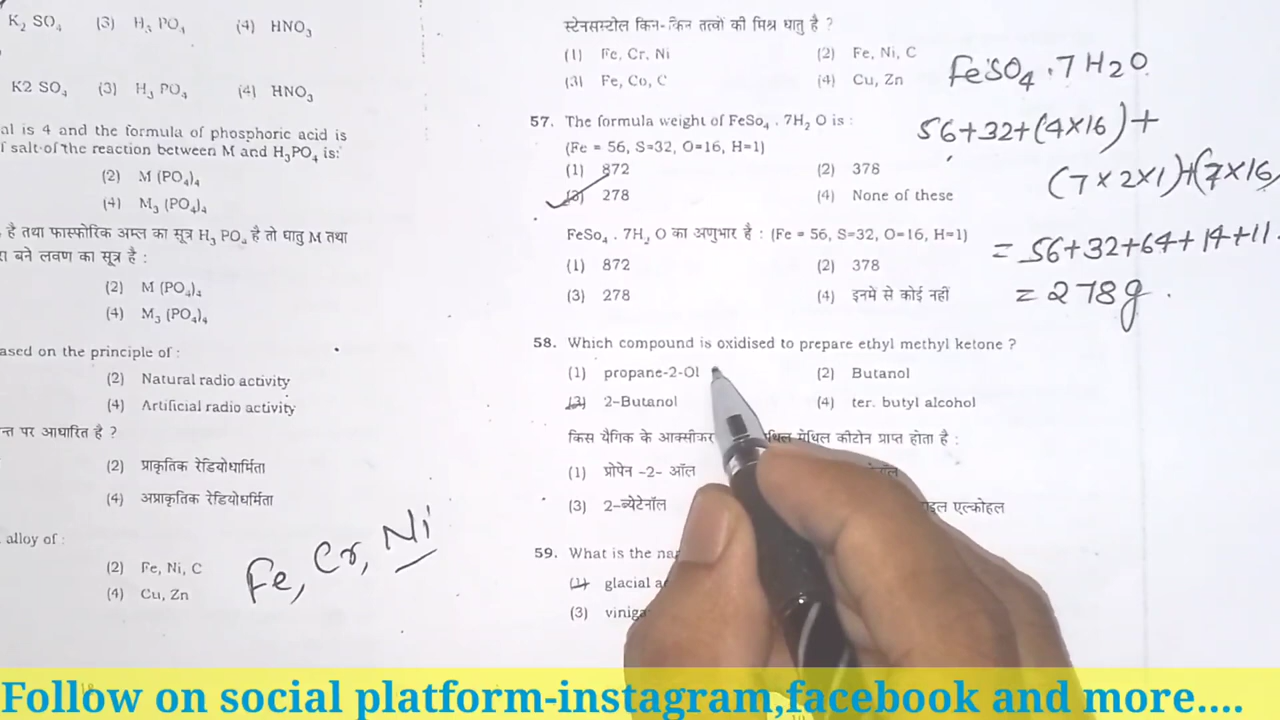 K2 SO4 (3) H3 PO4 (4) HNO3
K2 SO4 (3) H3 PO4 (4) HNO3
al is 4 and the formula of phosphoric acid is
salt of the reaction between M and H3PO4 is:
(2) M (PO4)4
(4) M3 (PO4)4
है तथा फास्फोरिक अम्ल का सूत्र H3 PO4 है तो धातु M तथा
बने लवण का सूत्र है :
(2) M (PO4)4
(4) M3 (PO4)4
ased on the principle of :
(2) Natural radio activity
(4) Artificial radio activity
पर आधारित है ?
(2) प्राकृतिक रेडियोधार्मिता
(4) अप्राकृतिक रेडियोधर्मिता
alloy of :
(2) Fe, Ni, C
(4) Cu, Zn
Fe, Cr, Ni
18
स्टेनसस्टोल किन-किन तत्वों की मिश्र धातु है ?
(1) Fe, Cr, Ni (2) Fe, Ni, C
(3) Fe, Co, C (4) Cu, Zn
57. The formula weight of FeSo4 . 7H2 O is :
(Fe = 56, S=32, O=16, H=1)
(1) 872 (2) 378
(3) 278 (4) None of these
FeSo4 . 7H2 O का अणुभार है : (Fe = 56, S=32, O=16, H=1)
(1) 872 (2) 378
(3) 278 (4) इनमें से कोई नहीं
58. Which compound is oxidised to prepare ethyl methyl ketone ?
(1) propane-2-Ol (2) Butanol
(3) 2-Butanol (4) ter. butyl alcohol
किस यैगिक के आक्सीकर मेथिल कीटोन प्राप्त होता है :
(1) प्रोपेन -2- ऑल
(3) 2-ब्येटेनॉल एल्कोहल
59. What is the na
(1) glacial a
(3) viniga
FeSO4 . 7H2O
56+32+(4×16)+
(7×2×1)+(7×16
= 56+32+64+14+11
= 278g.
Follow on social platform-instagram,facebook and more....